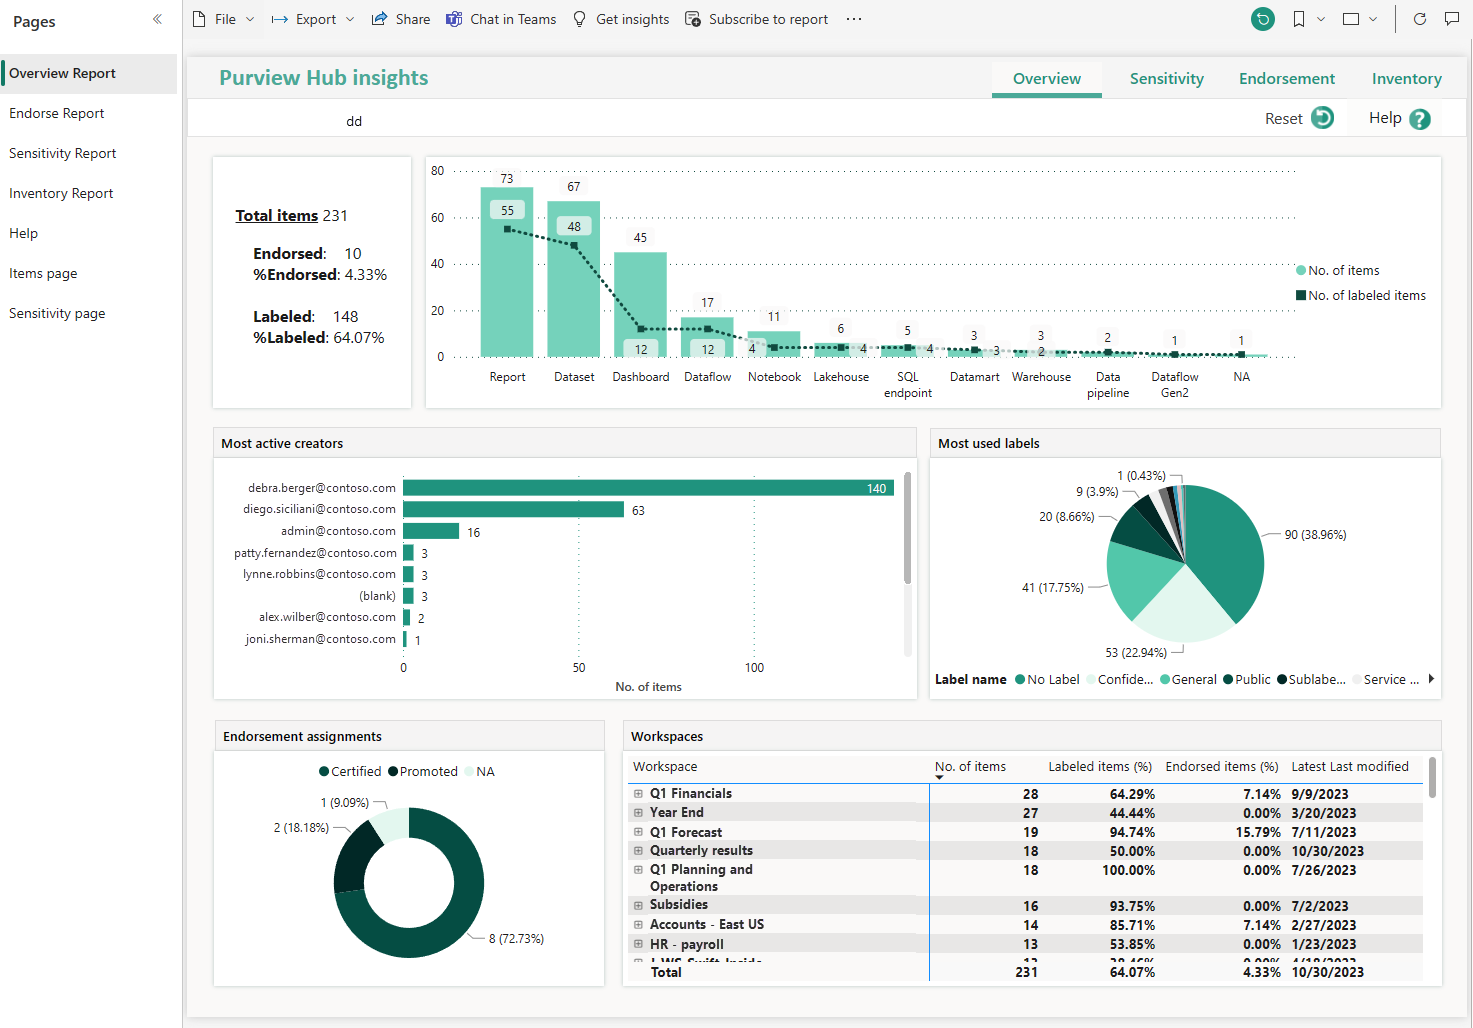 Pages
File
Export
Share
Chat in Teams
Get insights
Subscribe to report
Overview Report
Endorse Report
Sensitivity Report
Inventory Report
Help
Items page
Sensitivity page
Purview Hub insights
Overview
Sensitivity
Endorsement
Inventory
dd
Reset
Help ?
Total items 231
Endorsed: 10
%Endorsed: 4.33%
Labeled: 148
%Labeled: 64.07%
80
60
40
20
0
73
67
45
17
11
6
5
3
3
2
1
1
55
48
12
12
4
4
4
3
2
Report
Dataset
Dashboard
Dataflow
Notebook
Lakehouse
SQL endpoint
Datamart
Warehouse
Data pipeline
Dataflow Gen2
NA
No. of items
No. of labeled items
Most active creators
debra.berger@contoso.com 140
diego.siciliani@contoso.com 63
admin@contoso.com 16
patty.fernandez@contoso.com 3
lynne.robbins@contoso.com 3
(blank) 3
alex.wilber@contoso.com 2
joni.sherman@contoso.com 1
0 50 100
No. of items
Most used labels
1 (0.43%)
9 (3.9%)
20 (8.66%)
90 (38.96%)
41 (17.75%)
53 (22.94%)
Label name No Label Confide... General Public Sublabe... Service ...
Endorsement assignments
Certified Promoted NA
1 (9.09%)
2 (18.18%)
8 (72.73%)
Workspaces
Workspace No. of items Labeled items (%) Endorsed items (%) Latest Last modified
Q1 Financials 28 64.29% 7.14% 9/9/2023
Year End 27 44.44% 0.00% 3/20/2023
Q1 Forecast 19 94.74% 15.79% 7/11/2023
Quarterly results 18 50.00% 0.00% 10/30/2023
Q1 Planning and 18 100.00% 0.00% 7/26/2023
Operations
Subsidies 16 93.75% 0.00% 7/2/2023
Accounts - East US 14 85.71% 7.14% 2/27/2023
HR - payroll 13 53.85% 0.00% 1/23/2023
Total 231 64.07% 4.33% 10/30/2023